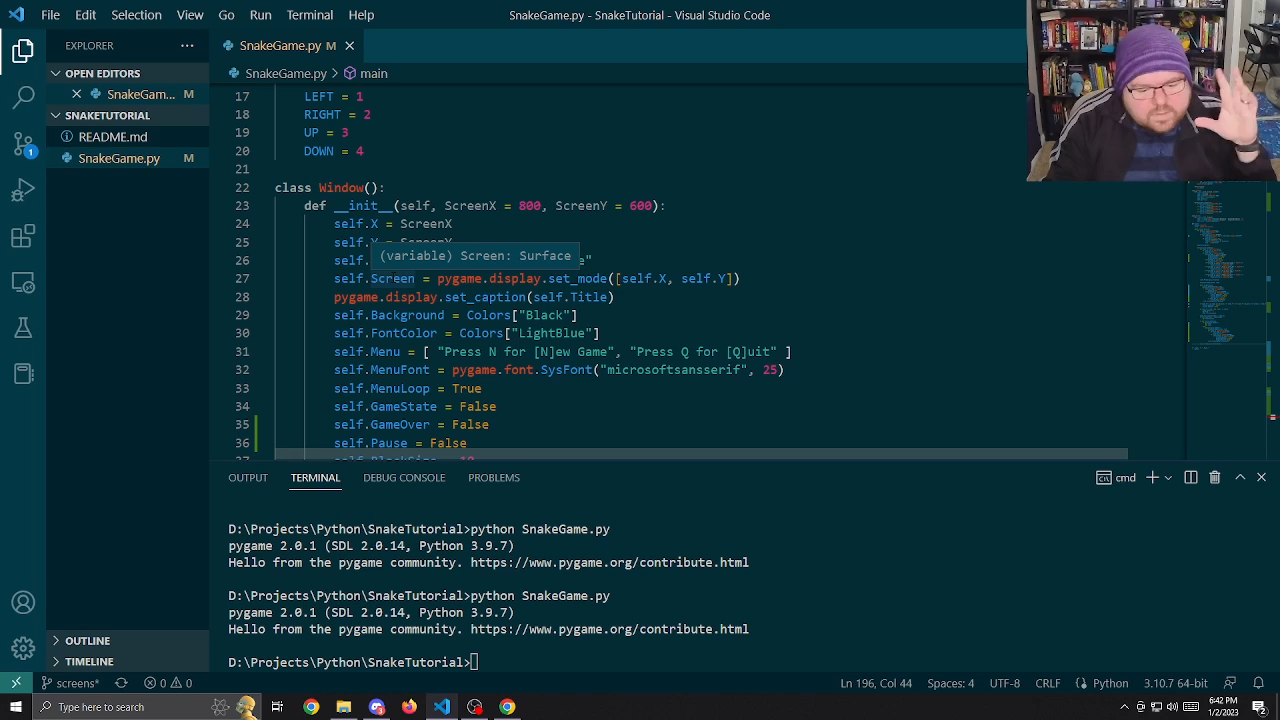 File
Edit
Terminal
Help
SnakeGame.py - SnakeTutorial - Visual Studio Code
EXPLORER
SnakeGame.py M
OPEN EDITORS
SnakeGam... M
SNAKETUTORIAL
README.md
SnakeGame.py M
OUTLINE
TIMELINE
SnakeGame.py > main
17 LEFT = 1
18 RIGHT = 2
19 UP = 3
20 DOWN = 4
21
22 class Window():
23 def __init__(self, ScreenX = 800, ScreenY = 600):
24 self.X = ScreenX
25 self.Y = ScreenY
(variable) Screen: Surface
26 self. e"
27 self.Screen = pygame.display.set_mode([self.X, self.Y])
28 pygame.display.set_caption(self.Title)
29 self.Background = Colors["Black"]
30 self.FontColor = Colors["LightBlue"]
31 self.Menu = [ "Press N for [N]ew Game", "Press Q for [Q]uit" ]
32 self.MenuFont = pygame.font.SysFont("microsoftsansserif", 25)
33 self.MenuLoop = True
34 self.GameState = False
35 self.GameOver = False
36 self.Pause = False
37 self.BlockSize = 10
OUTPUT TERMINAL DEBUG CONSOLE PROBLEMS
cmd
D:\Projects\Python\SnakeTutorial>python SnakeGame.py
pygame 2.0.1 (SDL 2.0.14, Python 3.9.7)
Hello from the pygame community. https://www.pygame.org/contribute.html
D:\Projects\Python\SnakeTutorial>python SnakeGame.py
pygame 2.0.1 (SDL 2.0.14, Python 3.9.7)
Hello from the pygame community. https://www.pygame.org/contribute.html
D:\Projects\Python\SnakeTutorial>
1
screens* 0 0
Ln 196, Col 44 Spaces: 4 UTF-8 CRLF Python 3.10.7 64-bit
Type here to search
6:42 PM
1/2/2023